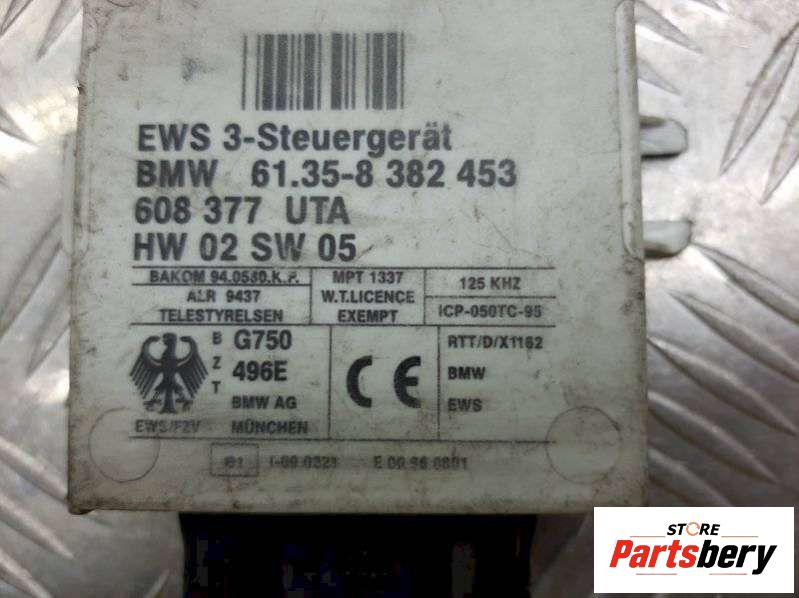 EWS 3-Steuergerät
BMW 61.35-8 382 453
608 377 UTA
HW 02 SW 05
BAKOM 94.0580.K.P.
ALR 9437
TELESTYRELSEN
MPT 1337
W.T.LICENCE
EXEMPT
125 KHZ
ICP-050TC-95
B Z T
G750
496E
BMW AG
EWS/FZV MÜNCHEN
CE
RTT/D/X1162
BMW
EWS
STORE
Partsbery